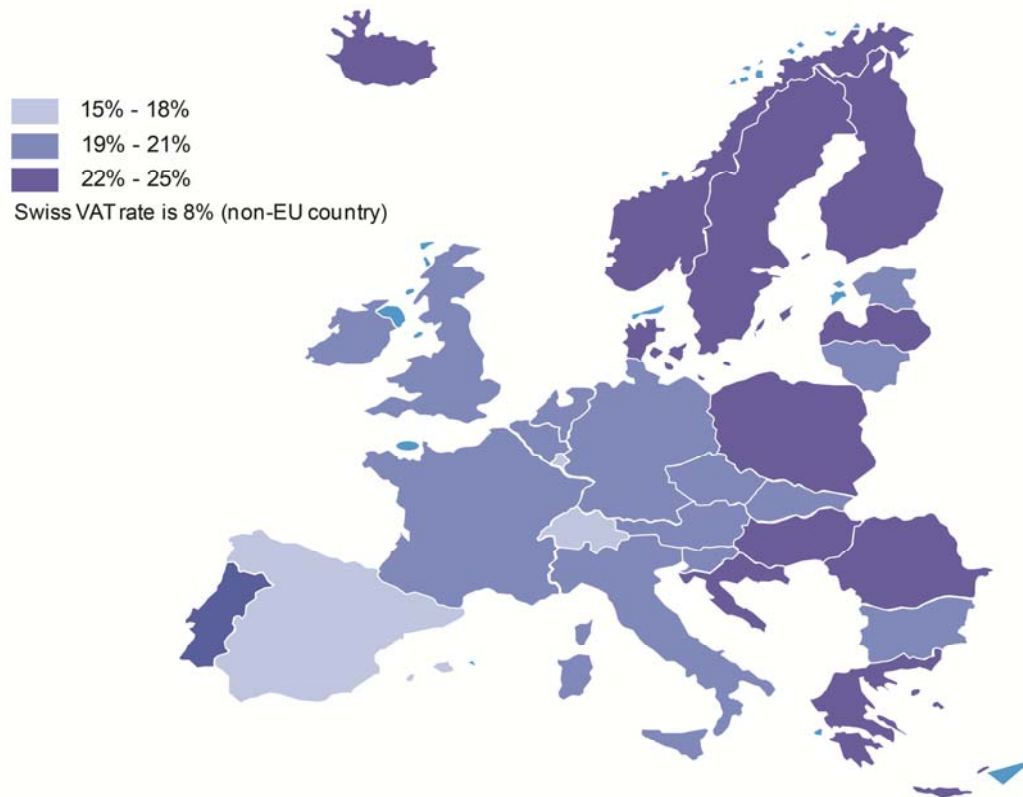 15% - 18%
19% - 21%
22% - 25%
Swiss VAT rate is 8% (non-EU country)